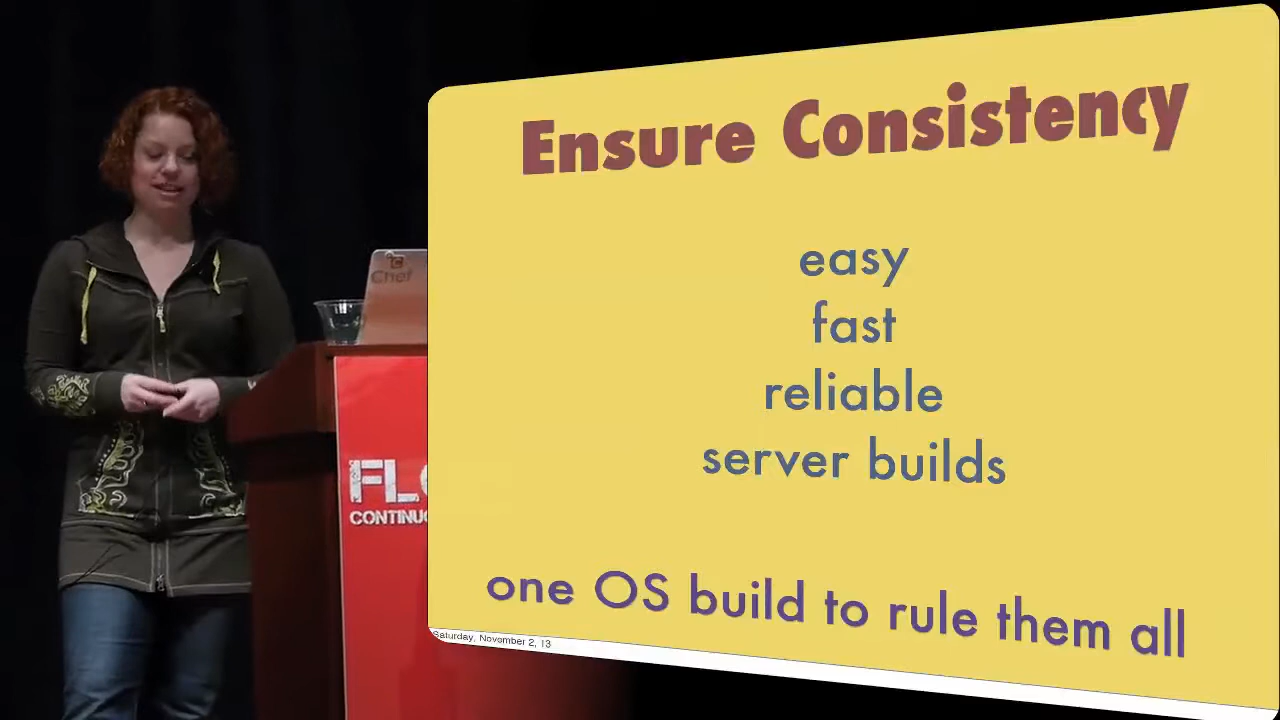 Ensure Consistency
easy
fast
reliable
server builds
one OS build to rule them all
Saturday, November 2, 13
Chef
FL
CONTINUO